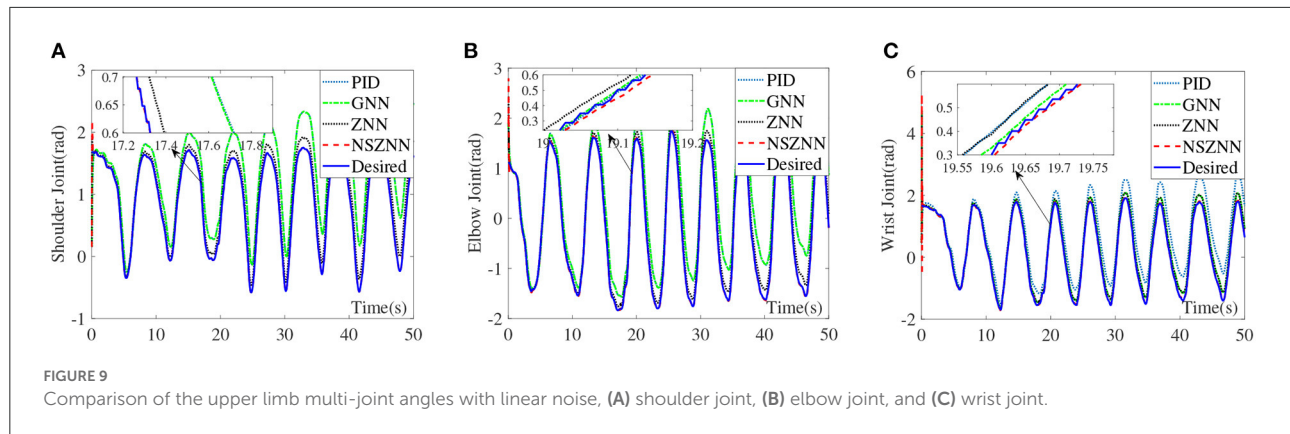 A
Shoulder Joint(rad)
3
2
1
0
-1
0.7
0.65
0.6
17.2 17.4 17.6 17.8
PID
GNN
ZNN
NSZNN
Desired
Time(s)
0 10 20 30 40 50
B
Elbow Joint(rad)
3
2
1
0
-1
-2
0.6
0.5
0.4
0.3
19 19.1 19.2
PID
GNN
ZNN
NSZNN
Desired
Time(s)
0 10 20 30 40 50
C
Wrist Joint(rad)
6
4
2
0
-2
0.5
0.4
0.3
19.55 19.6 19.65 19.7 19.75
PID
GNN
ZNN
NSZNN
Desired
Time(s)
0 10 20 30 40 50
FIGURE 9
Comparison of the upper limb multi-joint angles with linear noise, (A) shoulder joint, (B) elbow joint, and (C) wrist joint.